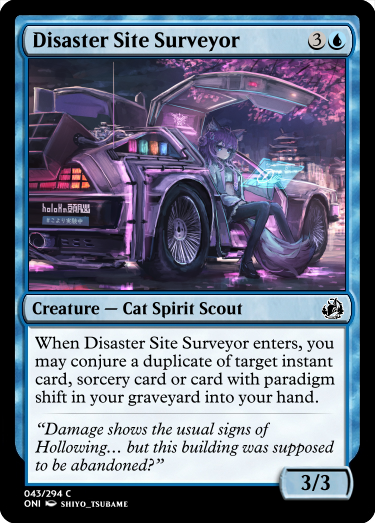 Disaster Site Surveyor 3
Creature — Cat Spirit Scout
When Disaster Site Surveyor enters, you
may conjure a duplicate of target instant
card, sorcery card or card with paradigm
shift in your graveyard into your hand.
“Damage shows the usual signs of
Hollowing... but this building was supposed
to be abandoned?”
3/3
043/294 C
ONI SHIYO_TSUBAME